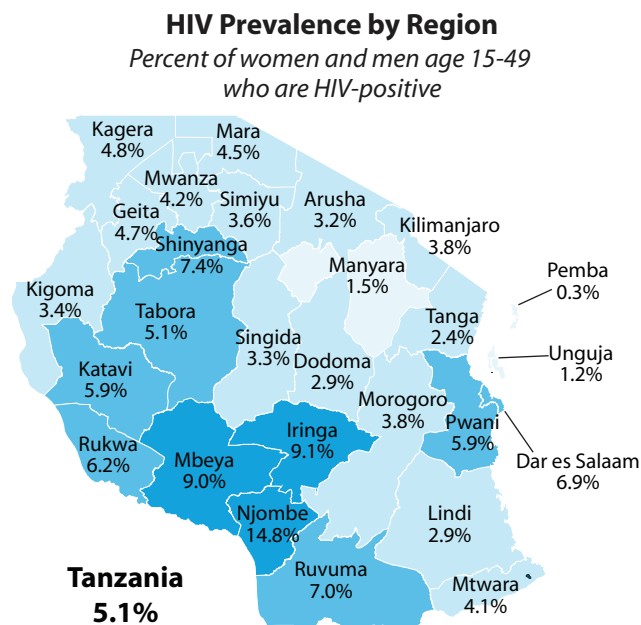 HIV Prevalence by Region
Percent of women and men age 15-49
who are HIV-positive
Kagera
4.8%
Mara
4.5%
Mwanza
4.2%
Geita
4.7%
Simiyu
3.6%
Arusha
3.2%
Kilimanjaro
3.8%
Shinyanga
7.4%
Manyara
1.5%
Pemba
0.3%
Kigoma
3.4%
Tabora
5.1%
Singida
3.3%
Dodoma
2.9%
Tanga
2.4%
Unguja
1.2%
Katavi
5.9%
Morogoro
3.8%
Pwani
5.9%
Rukwa
6.2%
Mbeya
9.0%
Iringa
9.1%
Dar es Salaam
6.9%
Njombe
14.8%
Lindi
2.9%
Ruvuma
7.0%
Mtwara
4.1%
Tanzania
5.1%